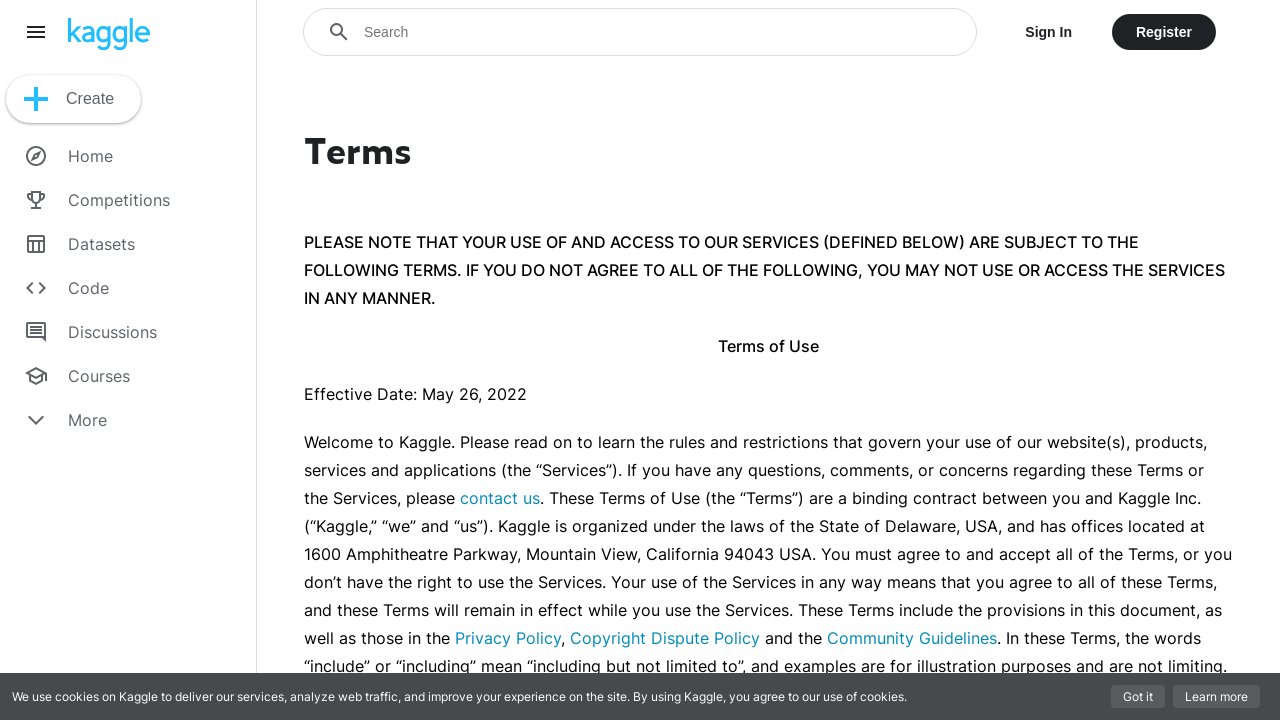 kaggle
Search
Sign In
Register
Create
Home
Competitions
Datasets
Code
Discussions
Courses
More
Terms
PLEASE NOTE THAT YOUR USE OF AND ACCESS TO OUR SERVICES (DEFINED BELOW) ARE SUBJECT TO THE
FOLLOWING TERMS. IF YOU DO NOT AGREE TO ALL OF THE FOLLOWING, YOU MAY NOT USE OR ACCESS THE SERVICES
IN ANY MANNER.
Terms of Use
Effective Date: May 26, 2022
Welcome to Kaggle. Please read on to learn the rules and restrictions that govern your use of our website(s), products,
services and applications (the “Services”). If you have any questions, comments, or concerns regarding these Terms or
the Services, please contact us. These Terms of Use (the “Terms”) are a binding contract between you and Kaggle Inc.
(“Kaggle,” “we” and “us”). Kaggle is organized under the laws of the State of Delaware, USA, and has offices located at
1600 Amphitheatre Parkway, Mountain View, California 94043 USA. You must agree to and accept all of the Terms, or you
don’t have the right to use the Services. Your use of the Services in any way means that you agree to all of these Terms,
and these Terms will remain in effect while you use the Services. These Terms include the provisions in this document, as
well as those in the Privacy Policy, Copyright Dispute Policy and the Community Guidelines. In these Terms, the words
“include” or “including” mean “including but not limited to”, and examples are for illustration purposes and are not limiting.
We use cookies on Kaggle to deliver our services, analyze web traffic, and improve your experience on the site. By using Kaggle, you agree to our use of cookies.
Got it
Learn more